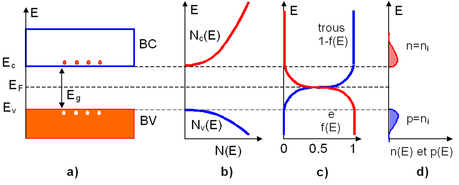 E
E
E
E
BC
Nc(E)
trous
1-f(E)
n=ni
Ec
EF
Eg
Ev
BV
Nv(E)
e
f(E)
p=ni
N(E)
0 0.5 1
n(E) et p(E)
a)
b)
c)
d)